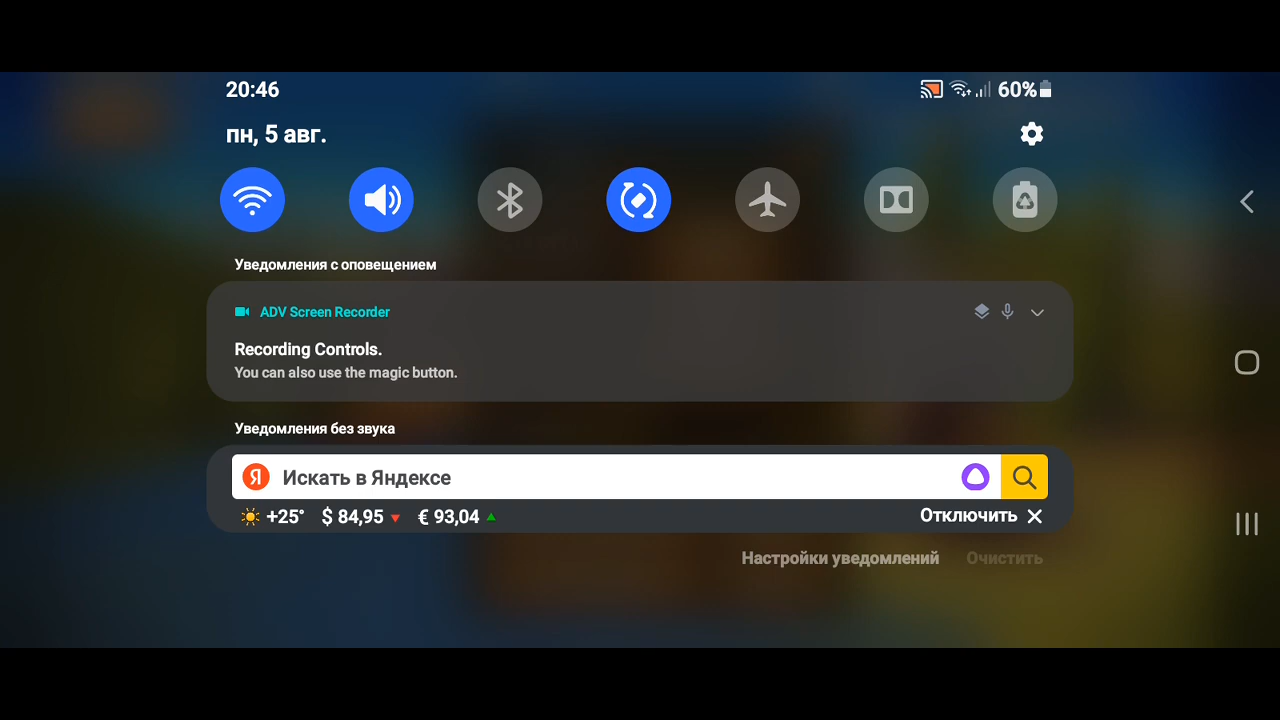 20:46
60%
пн, 5 авг.
Уведомления с оповещением
ADV Screen Recorder
Recording Controls.
You can also use the magic button.
Уведомления без звука
Я Искать в Яндексе
+25° $ 84,95 € 93,04 Отключить
Настройки уведомлений Очистить